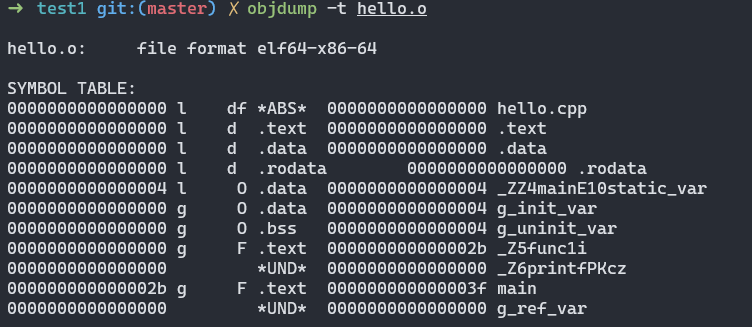 ➜ test1 git:(master) ✗ objdump -t hello.o
hello.o:     file format elf64-x86-64
SYMBOL TABLE:
0000000000000000 l    df *ABS*  0000000000000000 hello.cpp
0000000000000000 l    d  .text  0000000000000000 .text
0000000000000000 l    d  .data  0000000000000000 .data
0000000000000000 l    d  .rodata        0000000000000000 .rodata
0000000000000004 l     O .data  0000000000000004 _ZZ4mainE10static_var
0000000000000000 g     O .data  0000000000000004 g_init_var
0000000000000000 g     O .bss   0000000000000004 g_uninit_var
0000000000000000 g     F .text  000000000000002b _Z5func1i
0000000000000000         *UND*  0000000000000000 _Z6printfPKcz
000000000000002b g     F .text  000000000000003f main
0000000000000000         *UND*  0000000000000000 g_ref_var